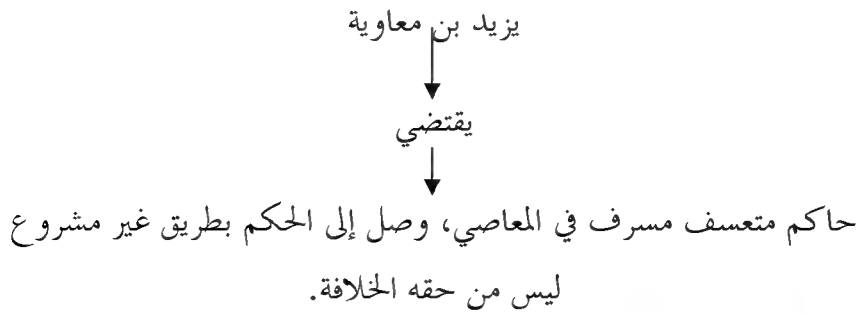 يزيد بن معاوية
يقتضي
حاكم متعسف مسرف في المعاصي، وصل إلى الحكم بطريق غير مشروع
ليس من حقه الخلافة.